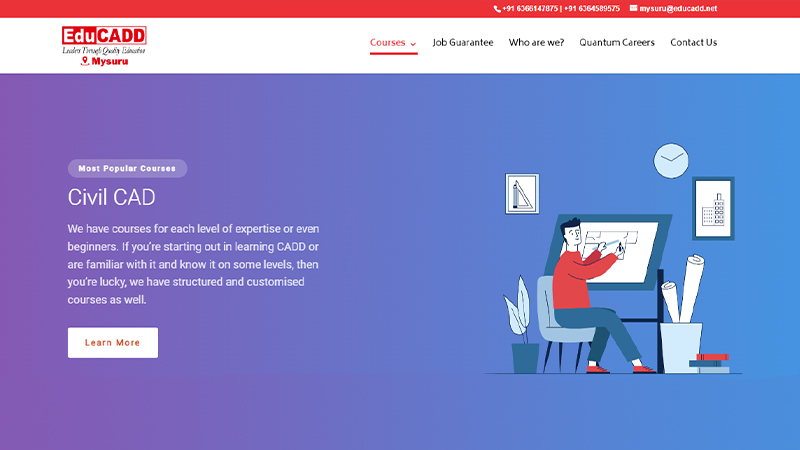 +91 6366147875 | +91 6364589575 mysuru@educadd.net
EduCADD
Leaders Through Quality Education
Mysuru
Courses Job Guarantee Who are we? Quantum Careers Contact Us
Most Popular Courses
Civil CAD
We have courses for each level of expertise or even
beginners. If you're starting out in learning CADD or
are familiar with it and know it on some levels, then
you're lucky, we have structured and customised
courses as well.
Learn More